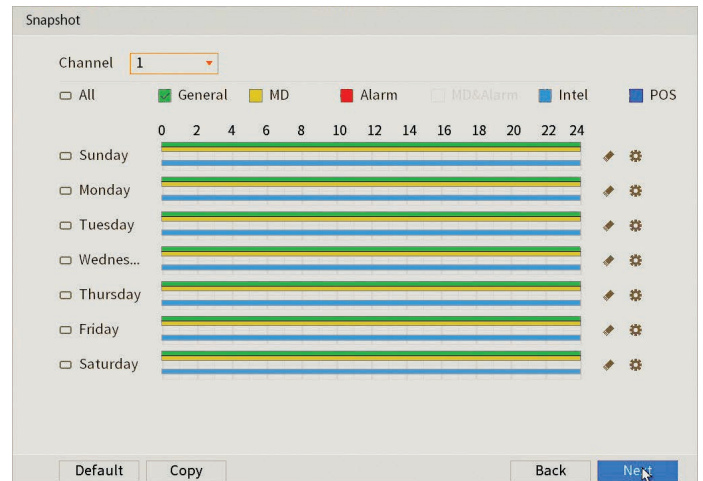 Snapshot
Channel 1
All General MD Alarm MD&Alarm Intel POS
0 2 4 6 8 10 12 14 16 18 20 22 24
Sunday
Monday
Tuesday
Wednes...
Thursday
Friday
Saturday
Default Copy Back Next